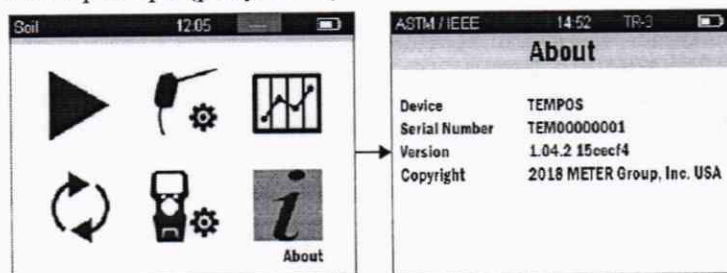 Soil 12:05
About
ASTM / IEEE 14:52 TR-3
About
Device TEMPOS
Serial Number TEM00000001
Version 1.04.2 15cecf4
Copyright 2018 METER Group, Inc. USA